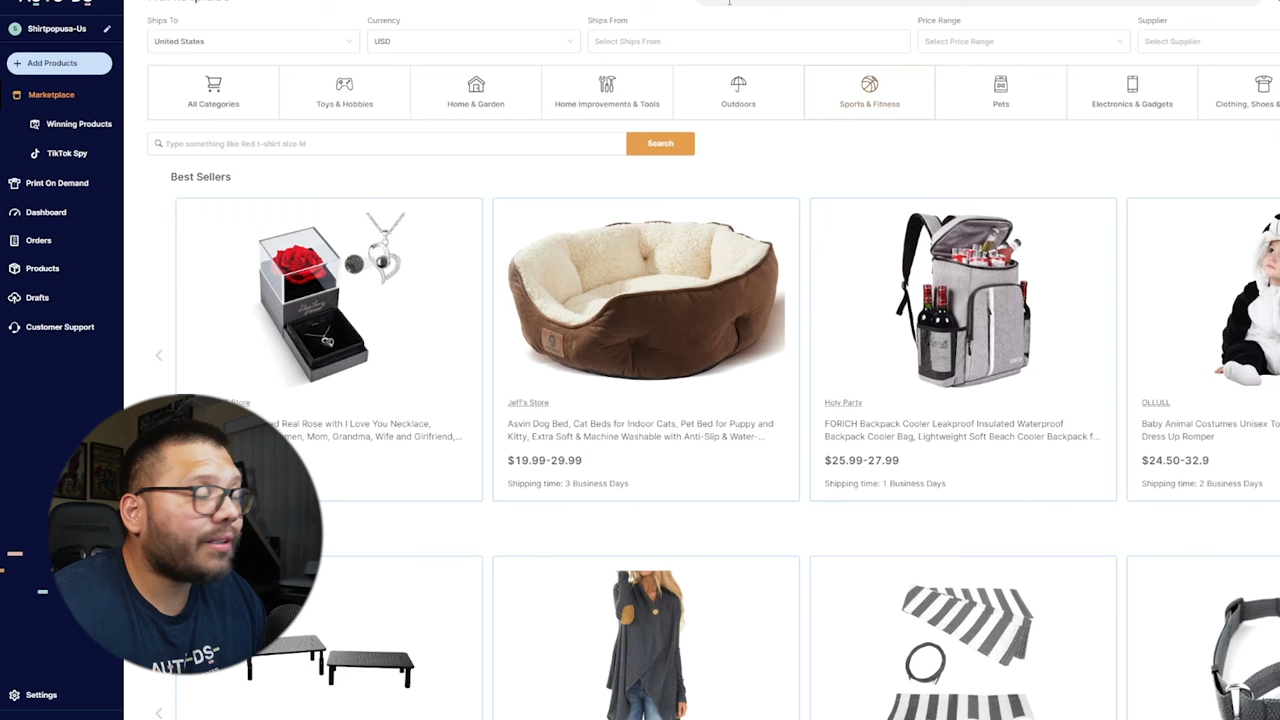 Ships To
Currency
Ships From
Price Range
Supplier
Shirtpopusa-Us
United States
USD
Select Ships From
Select Price Range
Select Supplier
Add Products
Marketplace
Winning Products
TikTok Spy
Print On Demand
Dashboard
Orders
Products
Drafts
Customer Support
Settings
All Categories
Toys & Hobbies
Home & Garden
Home Improvements & Tools
Outdoors
Sports & Fitness
Pets
Electronics & Gadgets
Clothing, Shoes &
Type something like Red t-shirt size M
Search
Best Sellers
Store
ed Real Rose with I Love You Necklace,
men, Mom, Grandma, Wife and Girlfriend,...
Jeff's Store
Asvin Dog Bed, Cat Beds for Indoor Cats, Pet Bed for Puppy and
Kitty, Extra Soft & Machine Washable with Anti-Slip & Water-...
$19.99-29.99
Shipping time: 3 Business Days
FORICH
Holy Party
FORICH Backpack Cooler Leakproof Insulated Waterproof
Backpack Cooler Bag, Lightweight Soft Beach Cooler Backpack f...
$25.99-27.99
Shipping time: 1 Business Days
OLLULL
Baby Animal Costumes Unisex To
Dress Up Romper
$24.50-32.9
Shipping time: 2 Business Days
AUTO-DS-